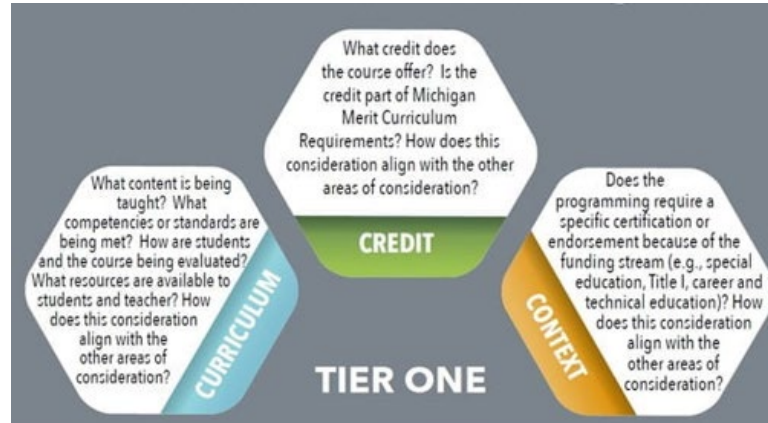 What credit does
the course offer? Is the
credit part of Michigan
Merit Curriculum
Requirements? How does this
consideration align with the other
areas of consideration?
CREDIT
What content is being
taught? What
competencies or standards are
being met? How are students
and the course being evaluated?
What resources are available to
students and teacher? How
does this consideration
align with the
other areas of
consideration?
CURRICULUM
Does the
programming require a
specific certification or
endorsement because of the
funding stream (e.g., special
education, Title I, career and
technical education)? How
does this consideration
align with the
other areas of
consideration?
CONTEXT
TIER ONE